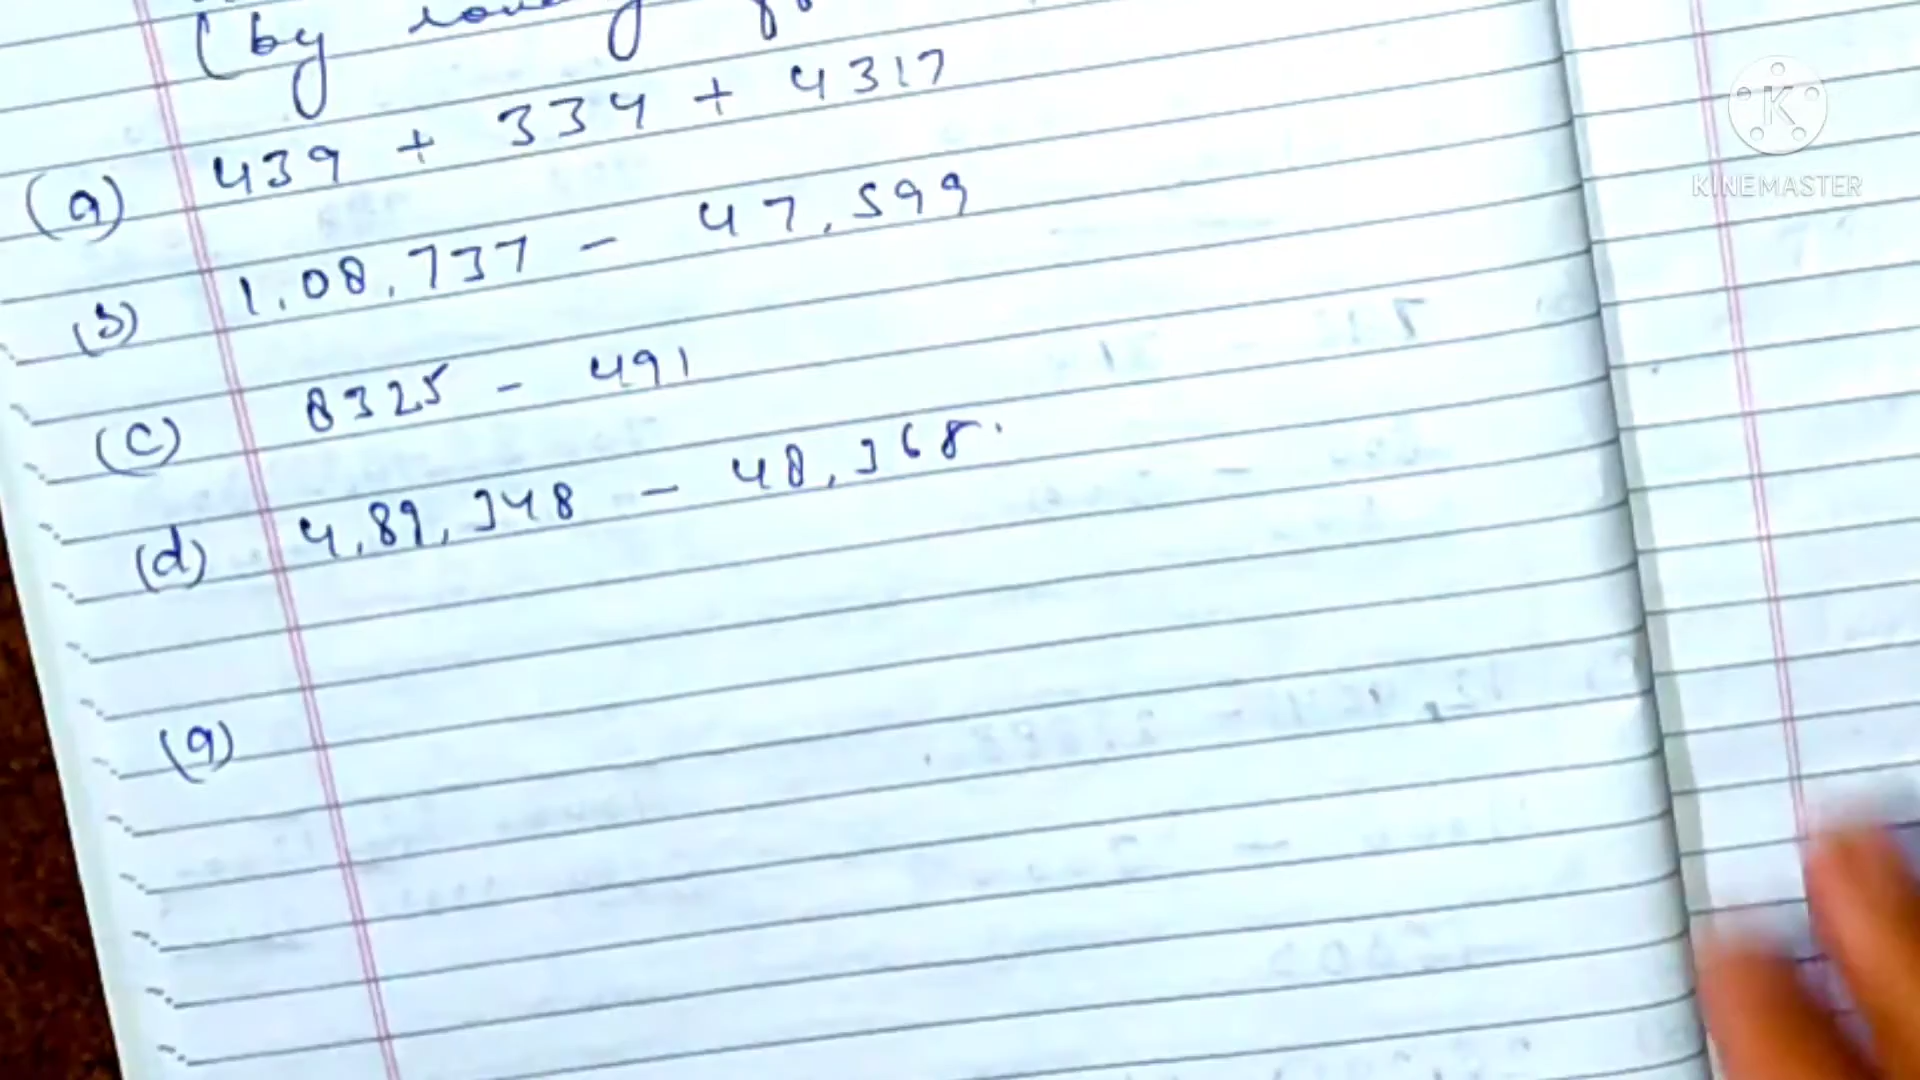 (by
(a) 439 + 334 + 4317
(b) 1,08,737 - 47,599
(c) 8325 - 491
(d) 4,89,348 - 48,368.
(a)
KINEMASTER